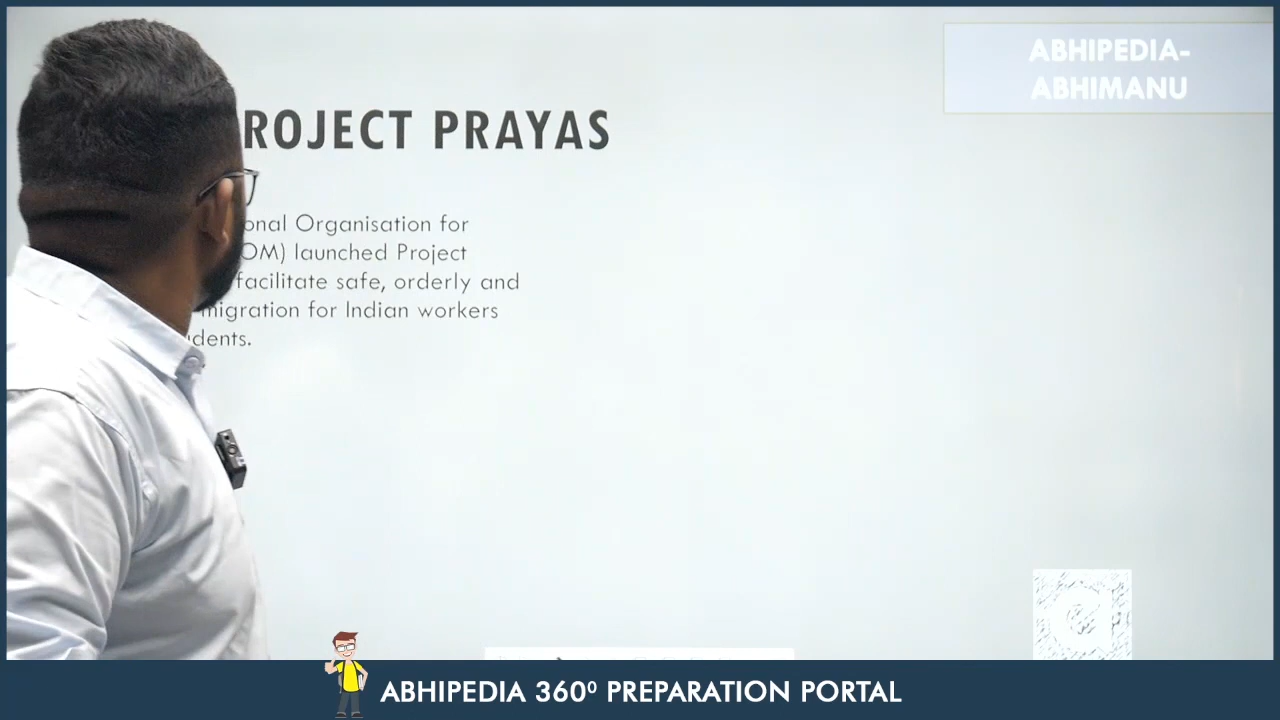 ABHIPEDIA-
ABHIMANU
ROJECT PRAYAS
onal Organisation for
OM) launched Project
facilitate safe, orderly and
migration for Indian workers
dents.
ABHIPEDIA 360⁰ PREPARATION PORTAL